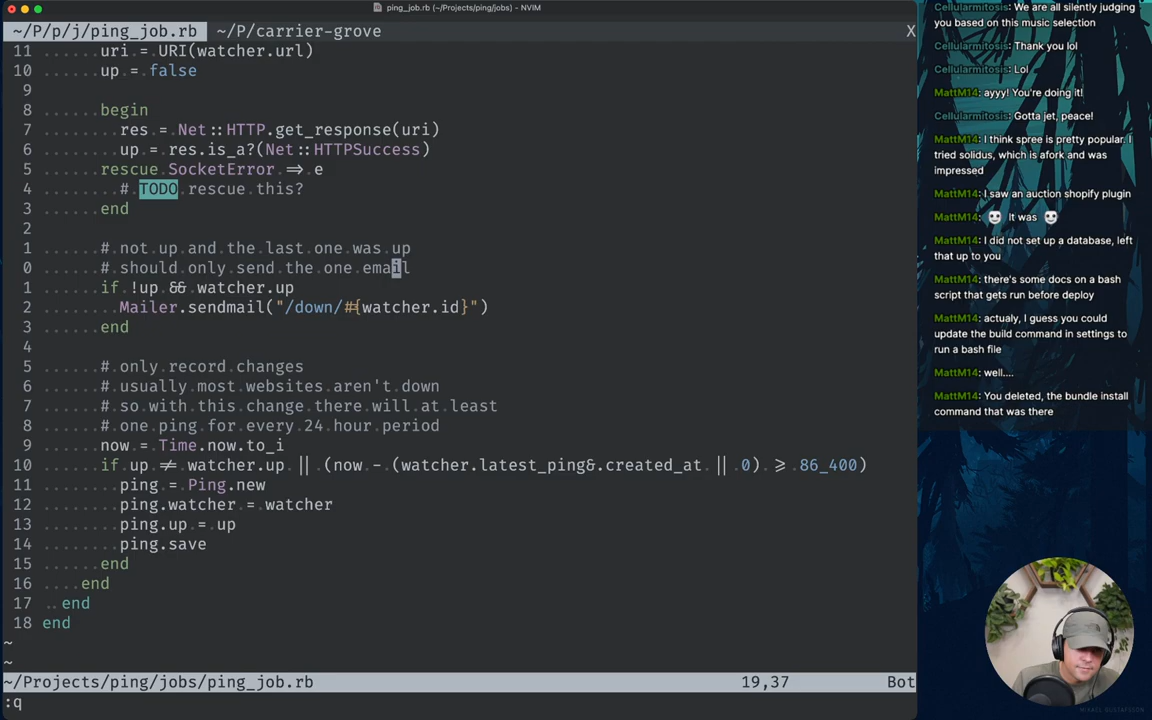 ping_job.rb (~/Projects/ping/jobs) - NVIM
~/P/p/j/ping_job.rb ~/P/carrier-grove X
11 ......uri.=.URI(watcher.url)
10 ......up.=.false
9
8 ......begin
7 ........res.=.Net::HTTP.get_response(uri)
6 ........up.=.res.is_a?(Net::HTTPSuccess)
5 ......rescue.SocketError.=>.e
4 ........#.TODO.rescue.this?
3 ......end
2
1 ......#.not.up.and.the.last.one.was.up
0 ......#.should.only.send.the.one.email
1 ......if.!up.&&.watcher.up
2 ........Mailer.sendmail("/down/#{watcher.id}")
3 ......end
4
5 ......#.only.record.changes
6 ......#.usually.most.websites.aren't.down
7 ......#.so.with.this.change.there.will.at.least
8 ......#.one.ping.for.every.24.hour.period
9 ......now.=.Time.now.to_i
10 ......if.up.!=.watcher.up.||.(now.-.(watcher.latest_ping&.created_at.||.0).>=.86_400)
11 ........ping.=.Ping.new
12 ........ping.watcher.=.watcher
13 ........ping.up.=.up
14 ........ping.save
15 ......end
16 ....end
17 ..end
18 end
~
~
~/Projects/ping/jobs/ping_job.rb 19,37 Bot
:q
Cellularmitosis: We are all silently judging
you based on this music selection
Cellularmitosis: Thank you lol
Cellularmitosis: Lol
MattM14: ayyy! You're doing it!
Cellularmitosis: Gotta jet, peace!
MattM14: I think spree is pretty popular. I
tried solidus, which is afork and was
impressed
MattM14: I saw an auction shopify plugin
MattM14: It was
MattM14: I did not set up a database, left
that up to you
MattM14: there's some docs on a bash
script that gets run before deploy
MattM14: actualy, I guess you could
update the build command in settings to
run a bash file
MattM14: well....
MattM14: You deleted, the bundle install
command that was there
MIKAEL GUSTAFSSON